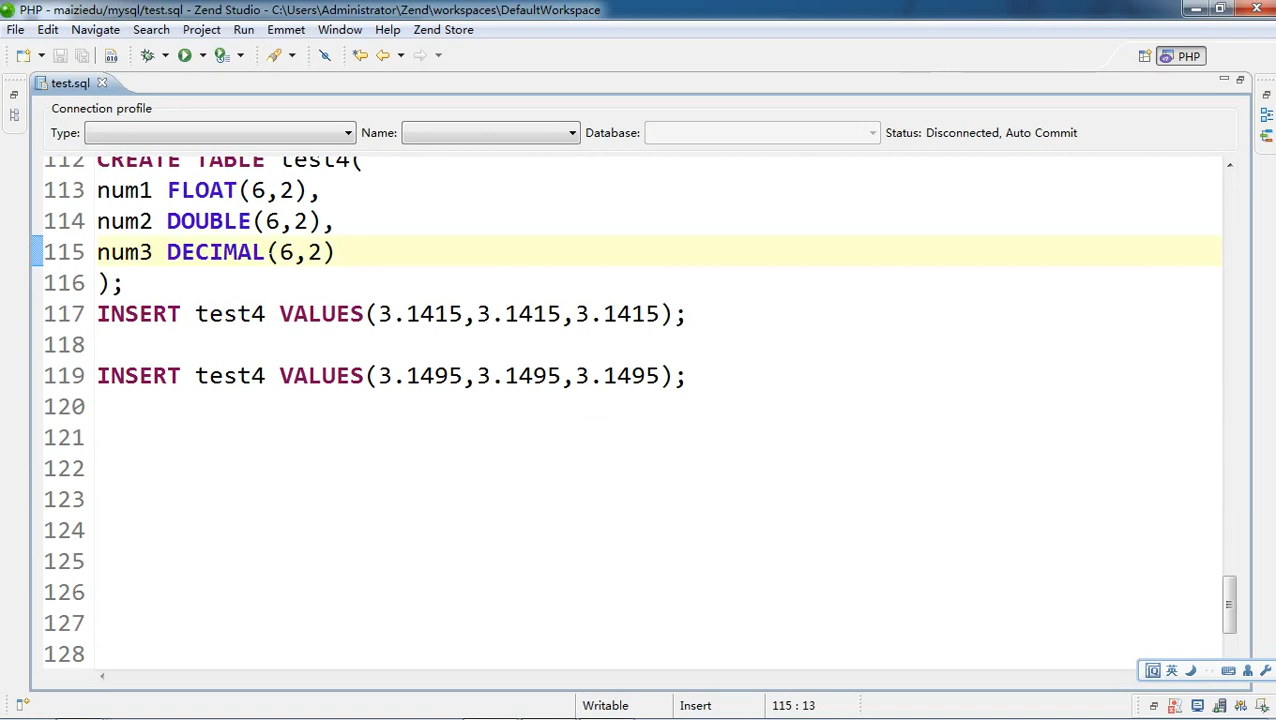 PHP - maiziedu/mysql/test.sql - Zend Studio - C:\Users\Administrator\Zend\workspaces\DefaultWorkspace
File Edit Navigate Search Project Run Emmet Window Help Zend Store
PHP
test.sql
Connection profile
Type: Name: Database: Status: Disconnected, Auto Commit
112 CREATE TABLE test4(
113 num1 FLOAT(6,2),
114 num2 DOUBLE(6,2),
115 num3 DECIMAL(6,2)
116 );
117 INSERT test4 VALUES(3.1415,3.1415,3.1415);
118
119 INSERT test4 VALUES(3.1495,3.1495,3.1495);
120
121
122
123
124
125
126
127
128
英
Writable Insert 115 : 13